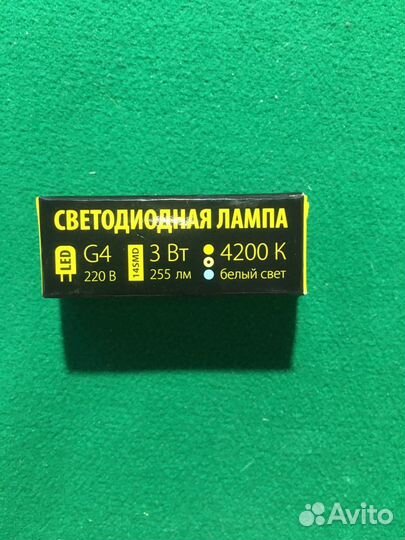 СВЕТОДИОДНАЯ ЛАМПА
LED G4 14SMD 3 Вт 4200 К
220 В 255 лм белый свет
Avito